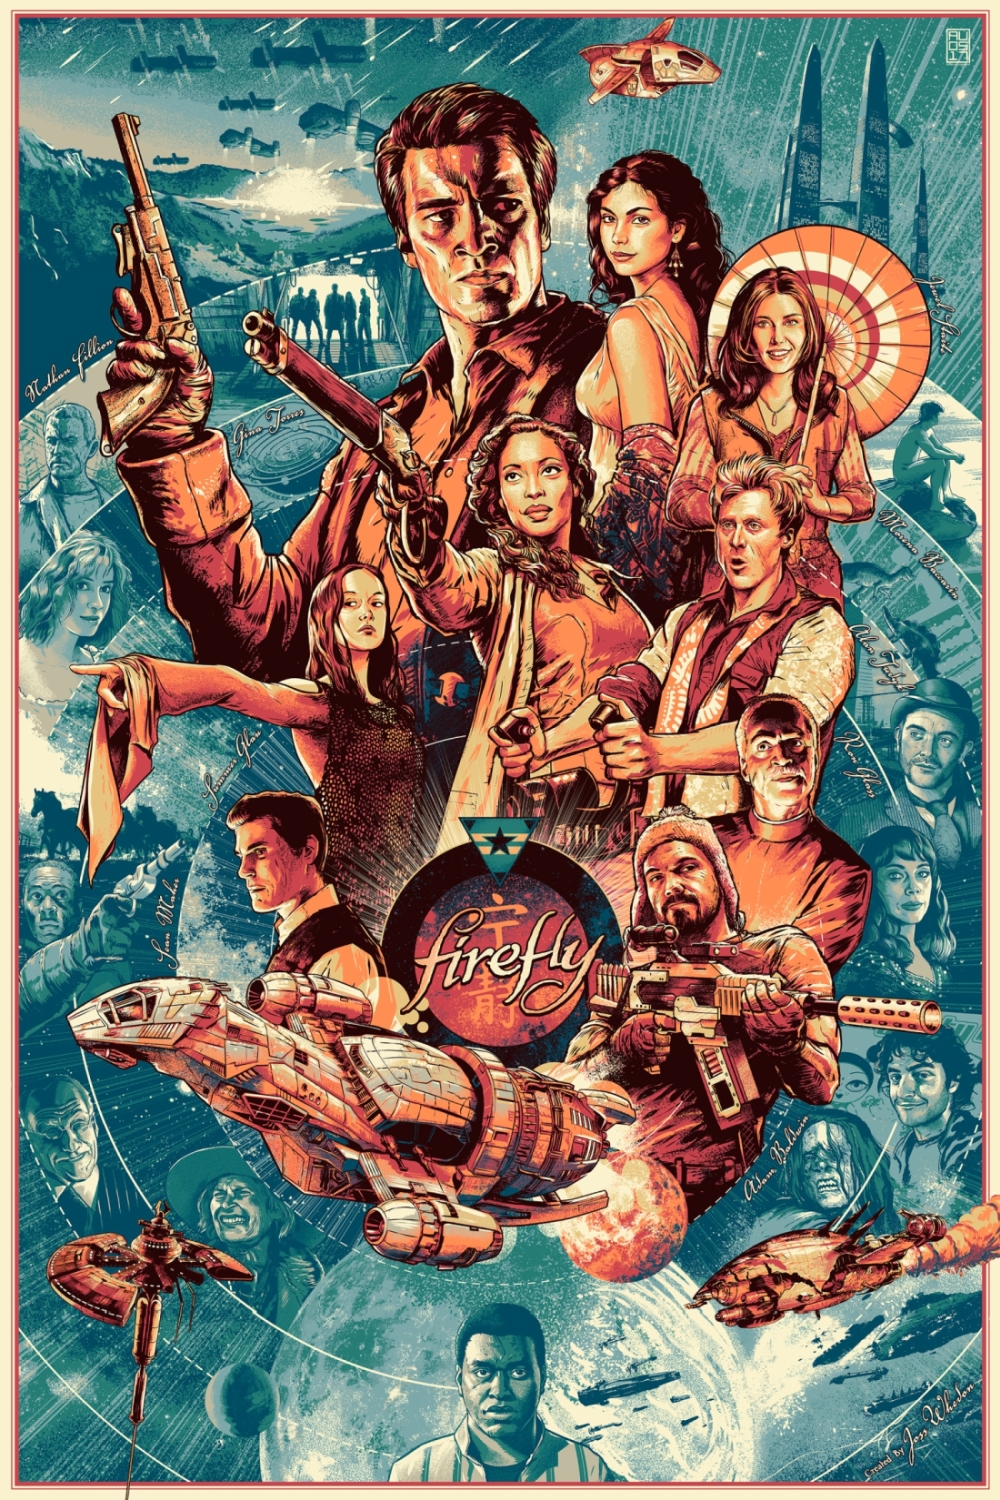 Jewel Staite
Nathan Fillion
Gina Torres
Morena Baccarin
Alan Tudyk
Ron Glass
Summer Glau
Sean Maher
宁
firefly
Adam Baldwin
Created By Joss Whedon